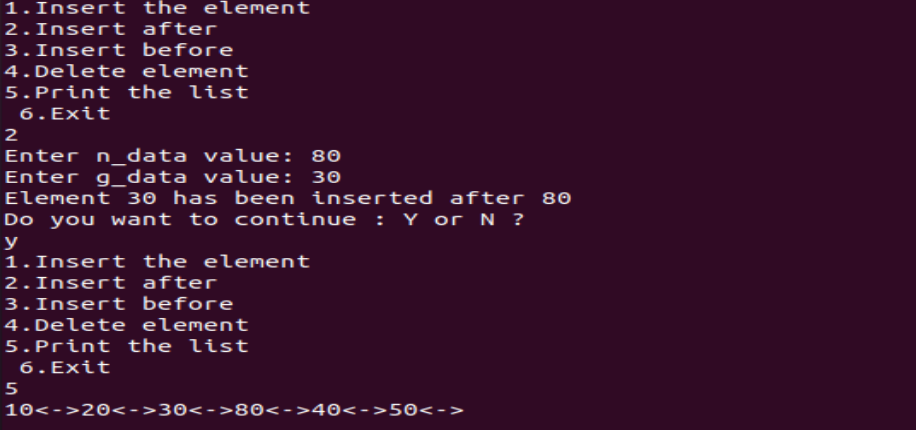 1.Insert the element
2.Insert after
3.Insert before
4.Delete element
5.Print the list
 6.Exit
2
Enter n_data value: 80
Enter g_data value: 30
Element 30 has been inserted after 80
Do you want to continue : Y or N ?
y
1.Insert the element
2.Insert after
3.Insert before
4.Delete element
5.Print the list
 6.Exit
5
10<->20<->30<->80<->40<->50<->